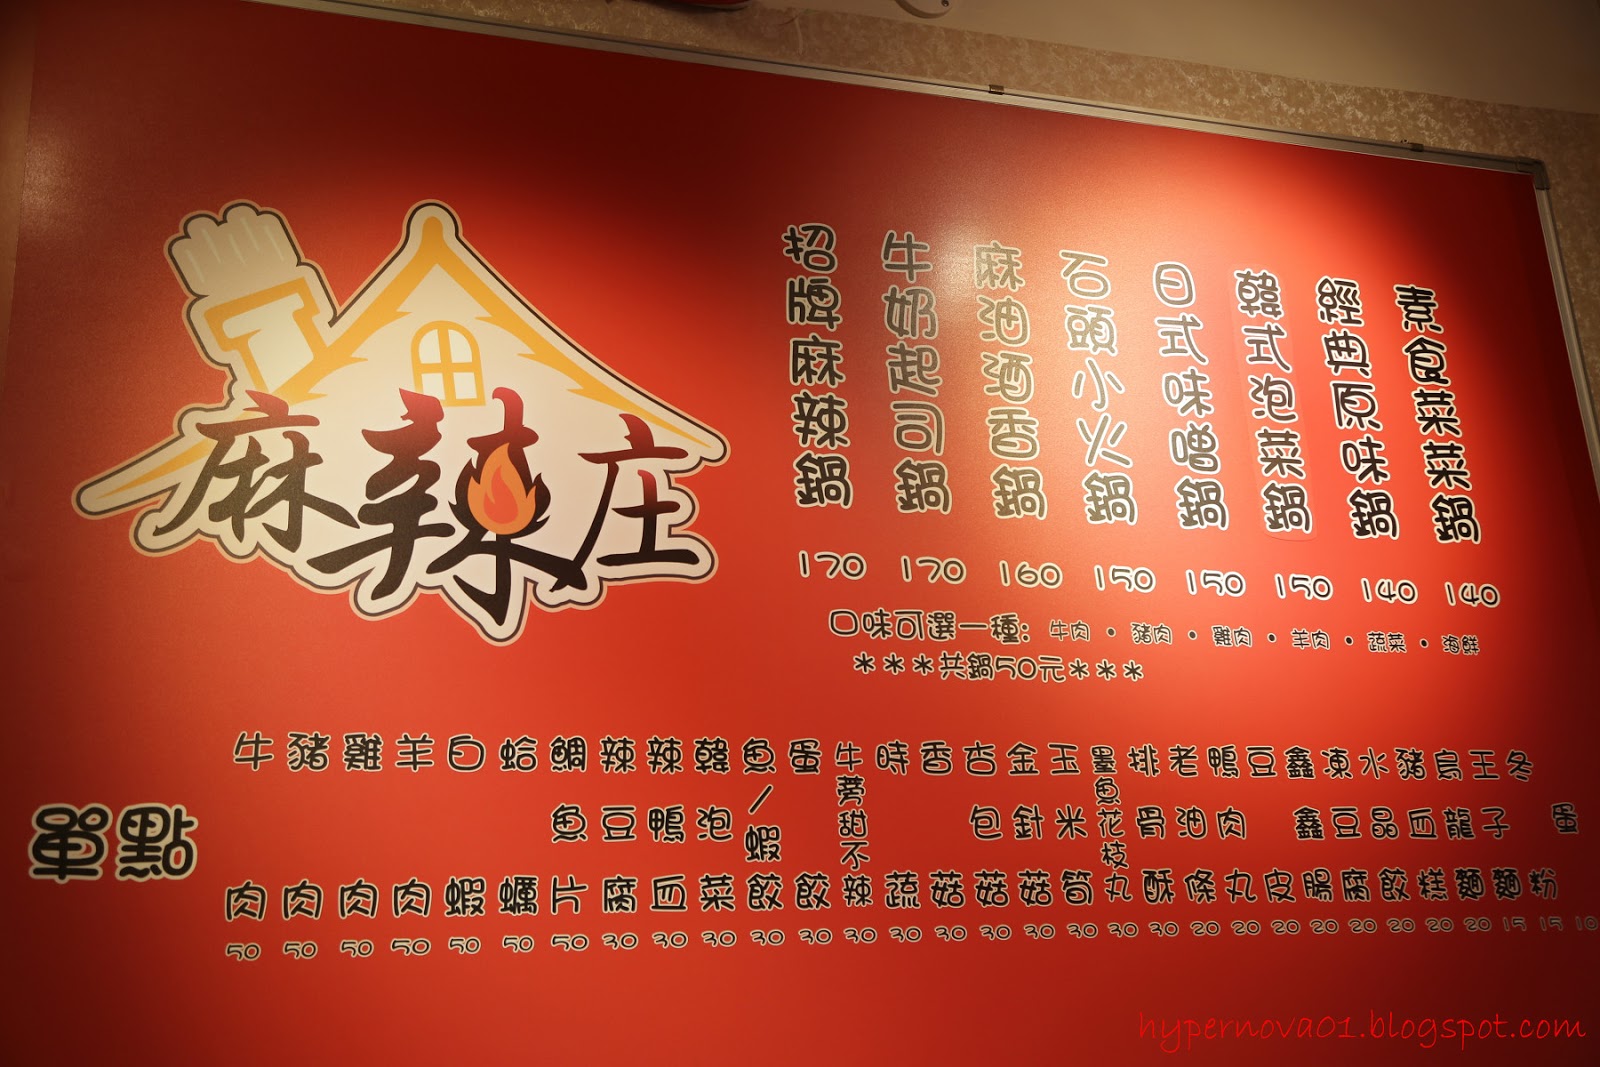 麻辣庄
招牌麻辣鍋 170
牛奶起司鍋 170
麻油酒香鍋 160
石頭小火鍋 150
日式味噌鍋 150
韓式泡菜鍋 150
經典原味鍋 140
素食菜菜鍋 140
口味可選一種: 牛肉・豬肉・雞肉・羊肉・蔬菜・海鮮
＊＊＊共鍋50元＊＊＊
單點
牛肉 50
豬肉 50
雞肉 50
羊肉 50
白蝦 50
蛤蠣 50
鯛魚片 50
辣豆腐 30
辣鴨血 30
韓泡菜 30
魚/蝦餃 30
蛋餃 30
牛蒡甜不辣 30
時蔬 30
香菇 30
杏包菇 30
金針菇 30
玉米筍 30
墨魚花枝丸 30
排骨酥 30
老油條 20
鴨肉丸 20
豆皮 20
鑫鑫腸 20
凍豆腐 20
水晶餃 20
豬血糕 20
烏龍麵 20
王子麵 15
冬粉 15
蛋 10
hypernova01.blogspot.com